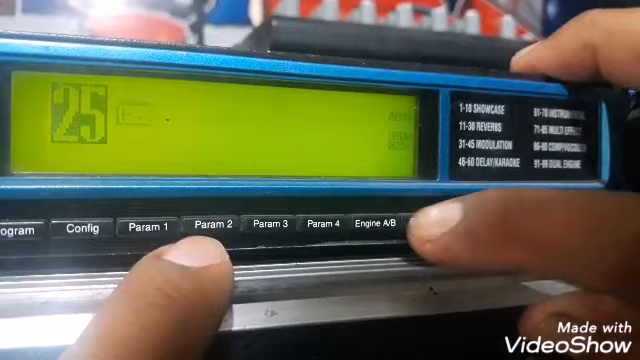 25
1-10 SHOWCASE
11-30 REVERBS
31-45 MODULATION
46-60 DELAY/KARAOKE
71-85 MULTI EFFECT
91-99 DUAL ENGINE
Config
Param 1
Param 2
Param 3
Param 4
Engine A/B
Made with
VideoShow